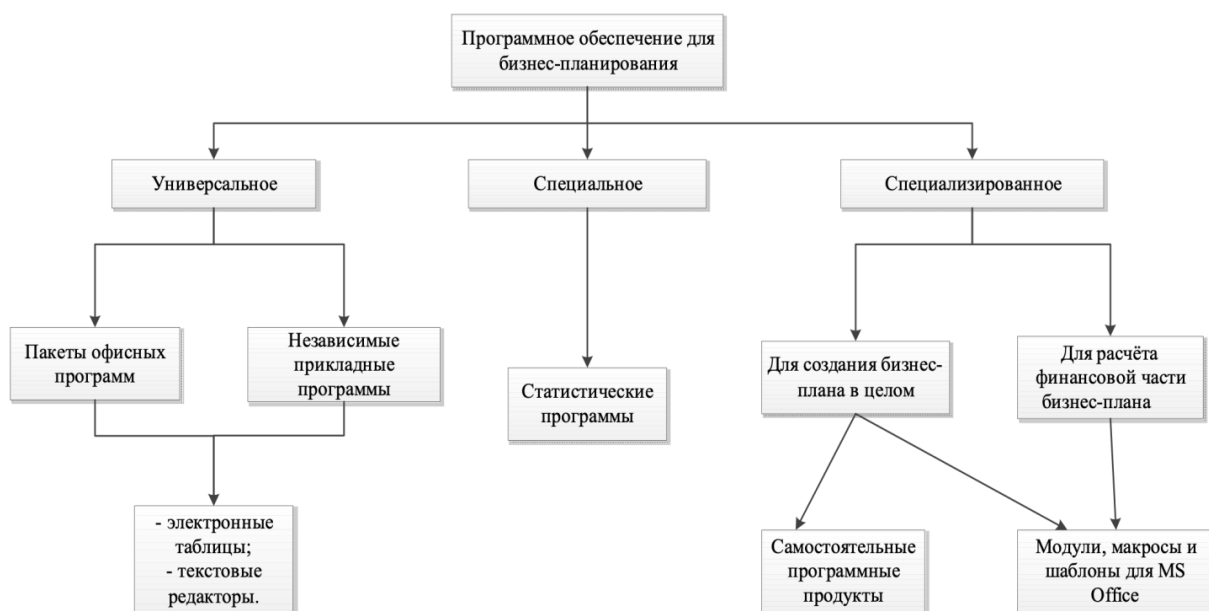 Программное обеспечение для
бизнес-планирования
Универсальное
Специальное
Специализированное
Пакеты офисных
программ
Независимые
прикладные
программы
Статистические
программы
Для создания бизнес-
плана в целом
Для расчёта
финансовой части
бизнес-плана
- электронные
таблицы;
- текстовые
редакторы.
Самостоятельные
программные
продукты
Модули, макросы и
шаблоны для MS
Office